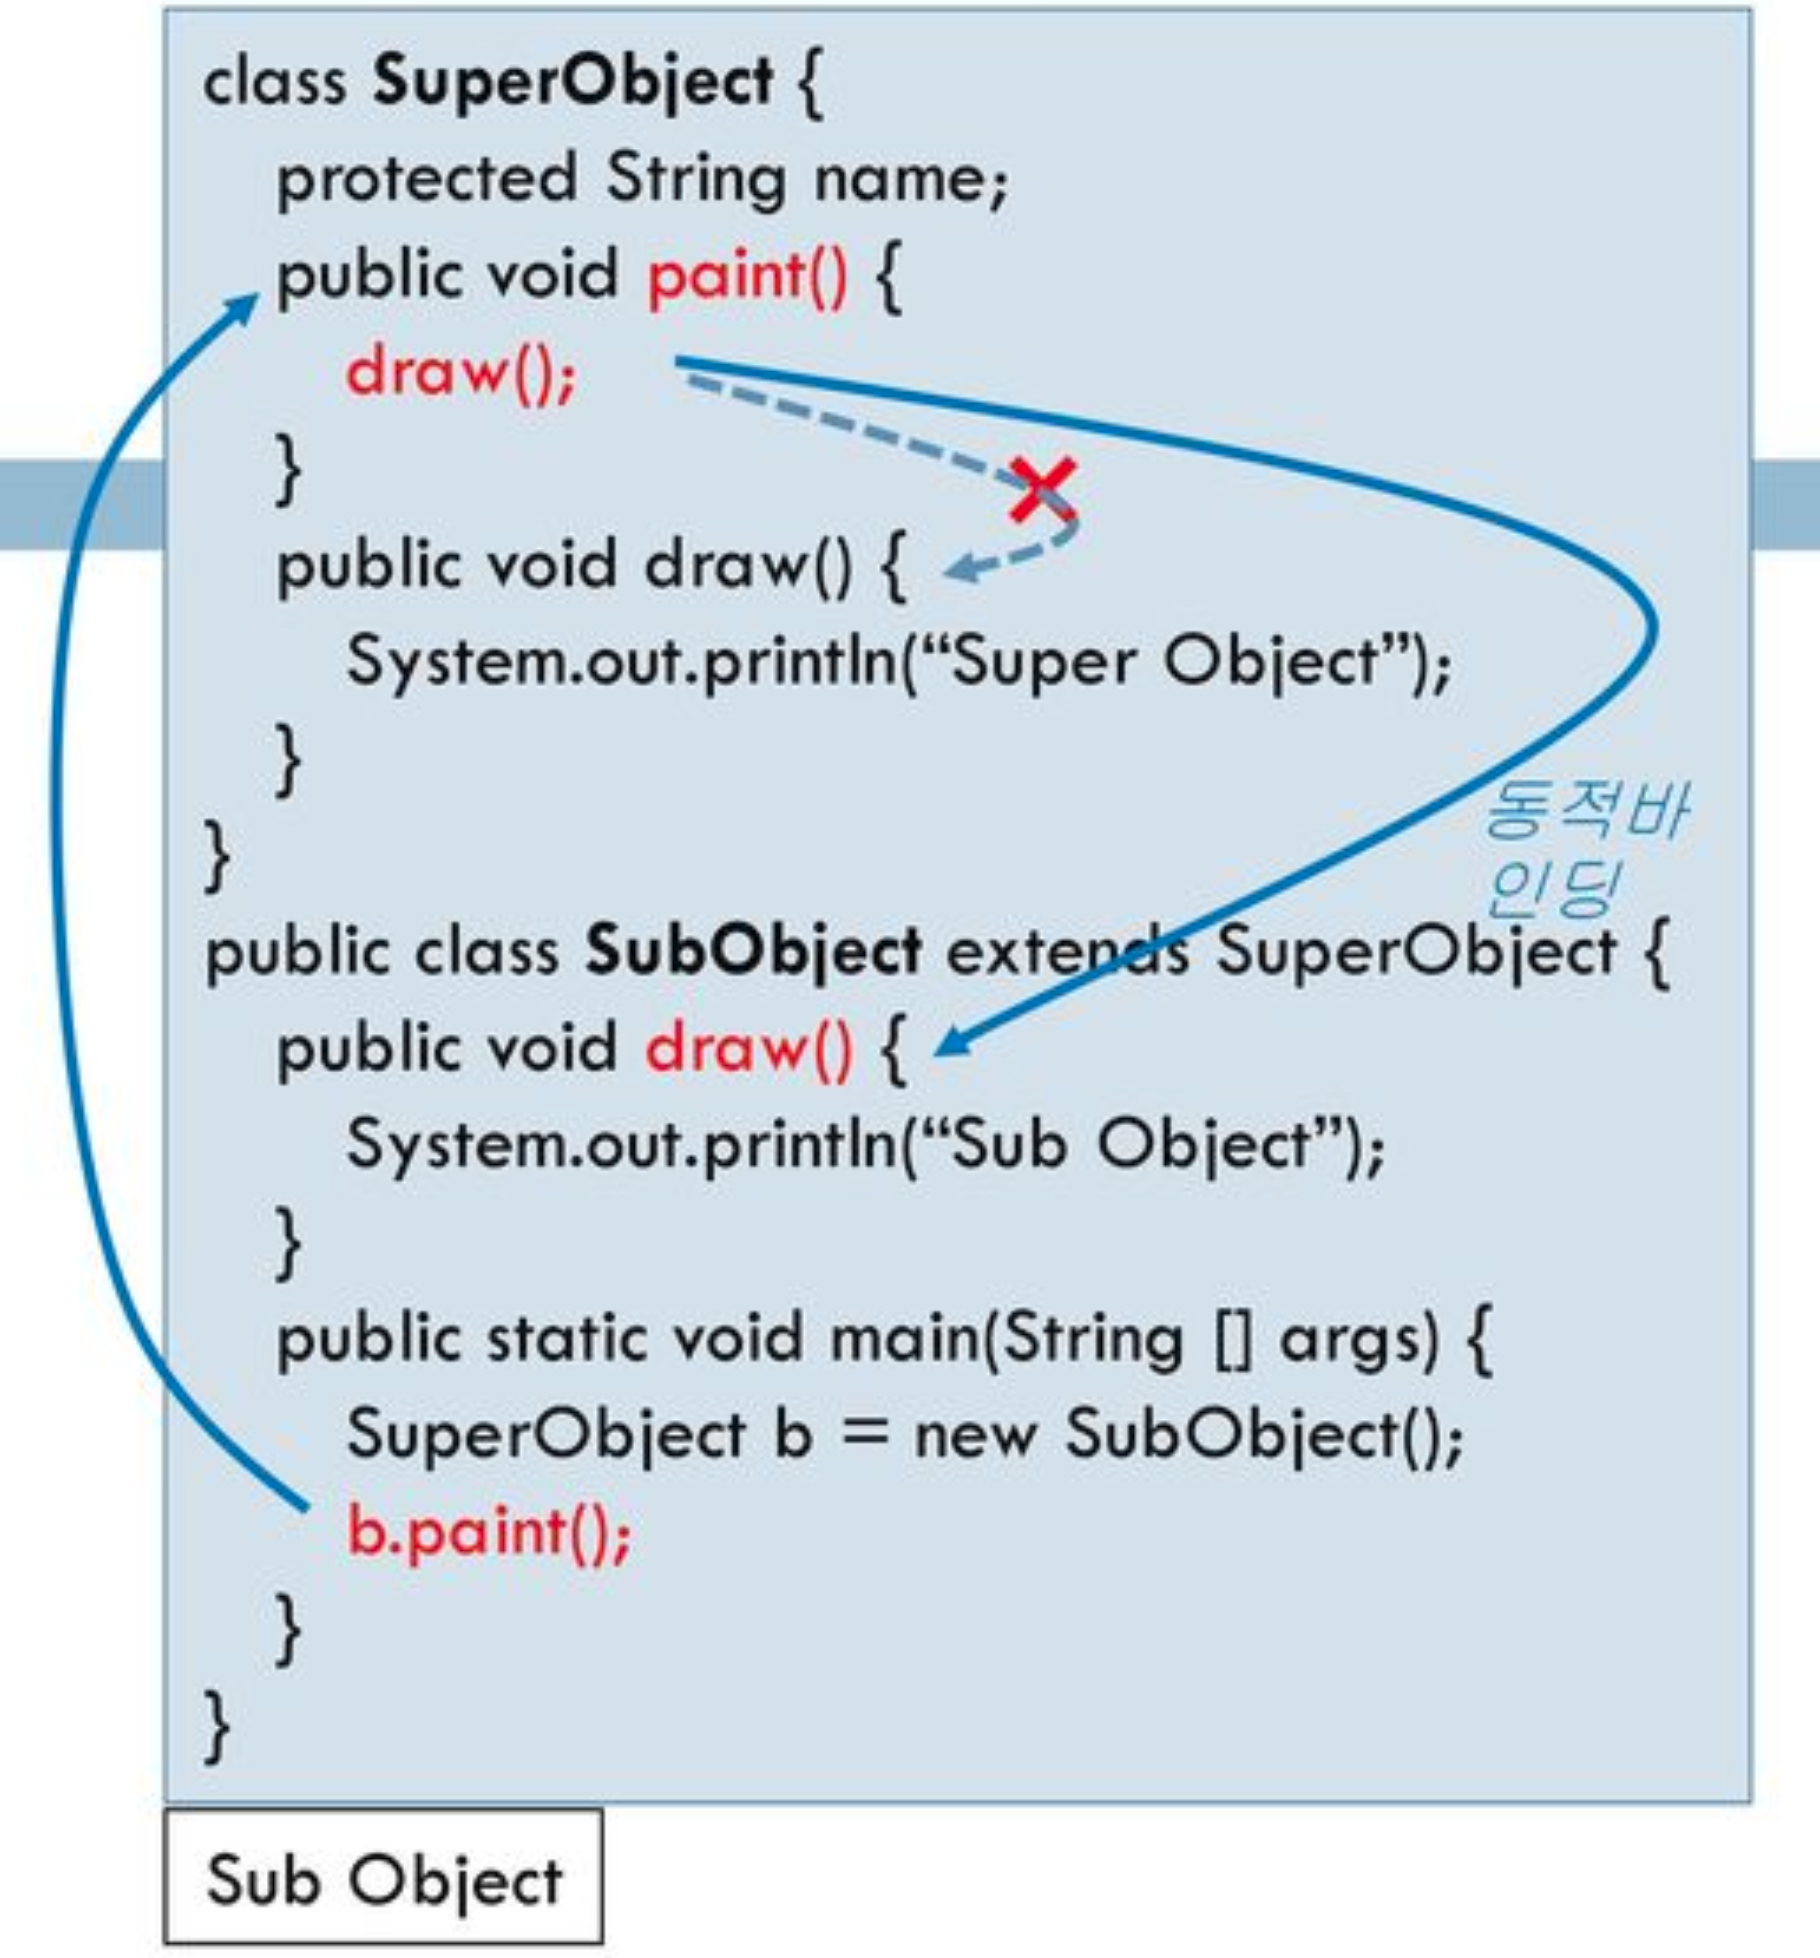 class SuperObject {
protected String name;
public void paint() {
draw();
}
public void draw() {
System.out.println(“Super Object”);
}
}
동적바
인딩
public class SubObject extends SuperObject {
public void draw() {
System.out.println(“Sub Object”);
}
public static void main(String [] args) {
SuperObject b = new SubObject();
b.paint();
}
}
Sub Object